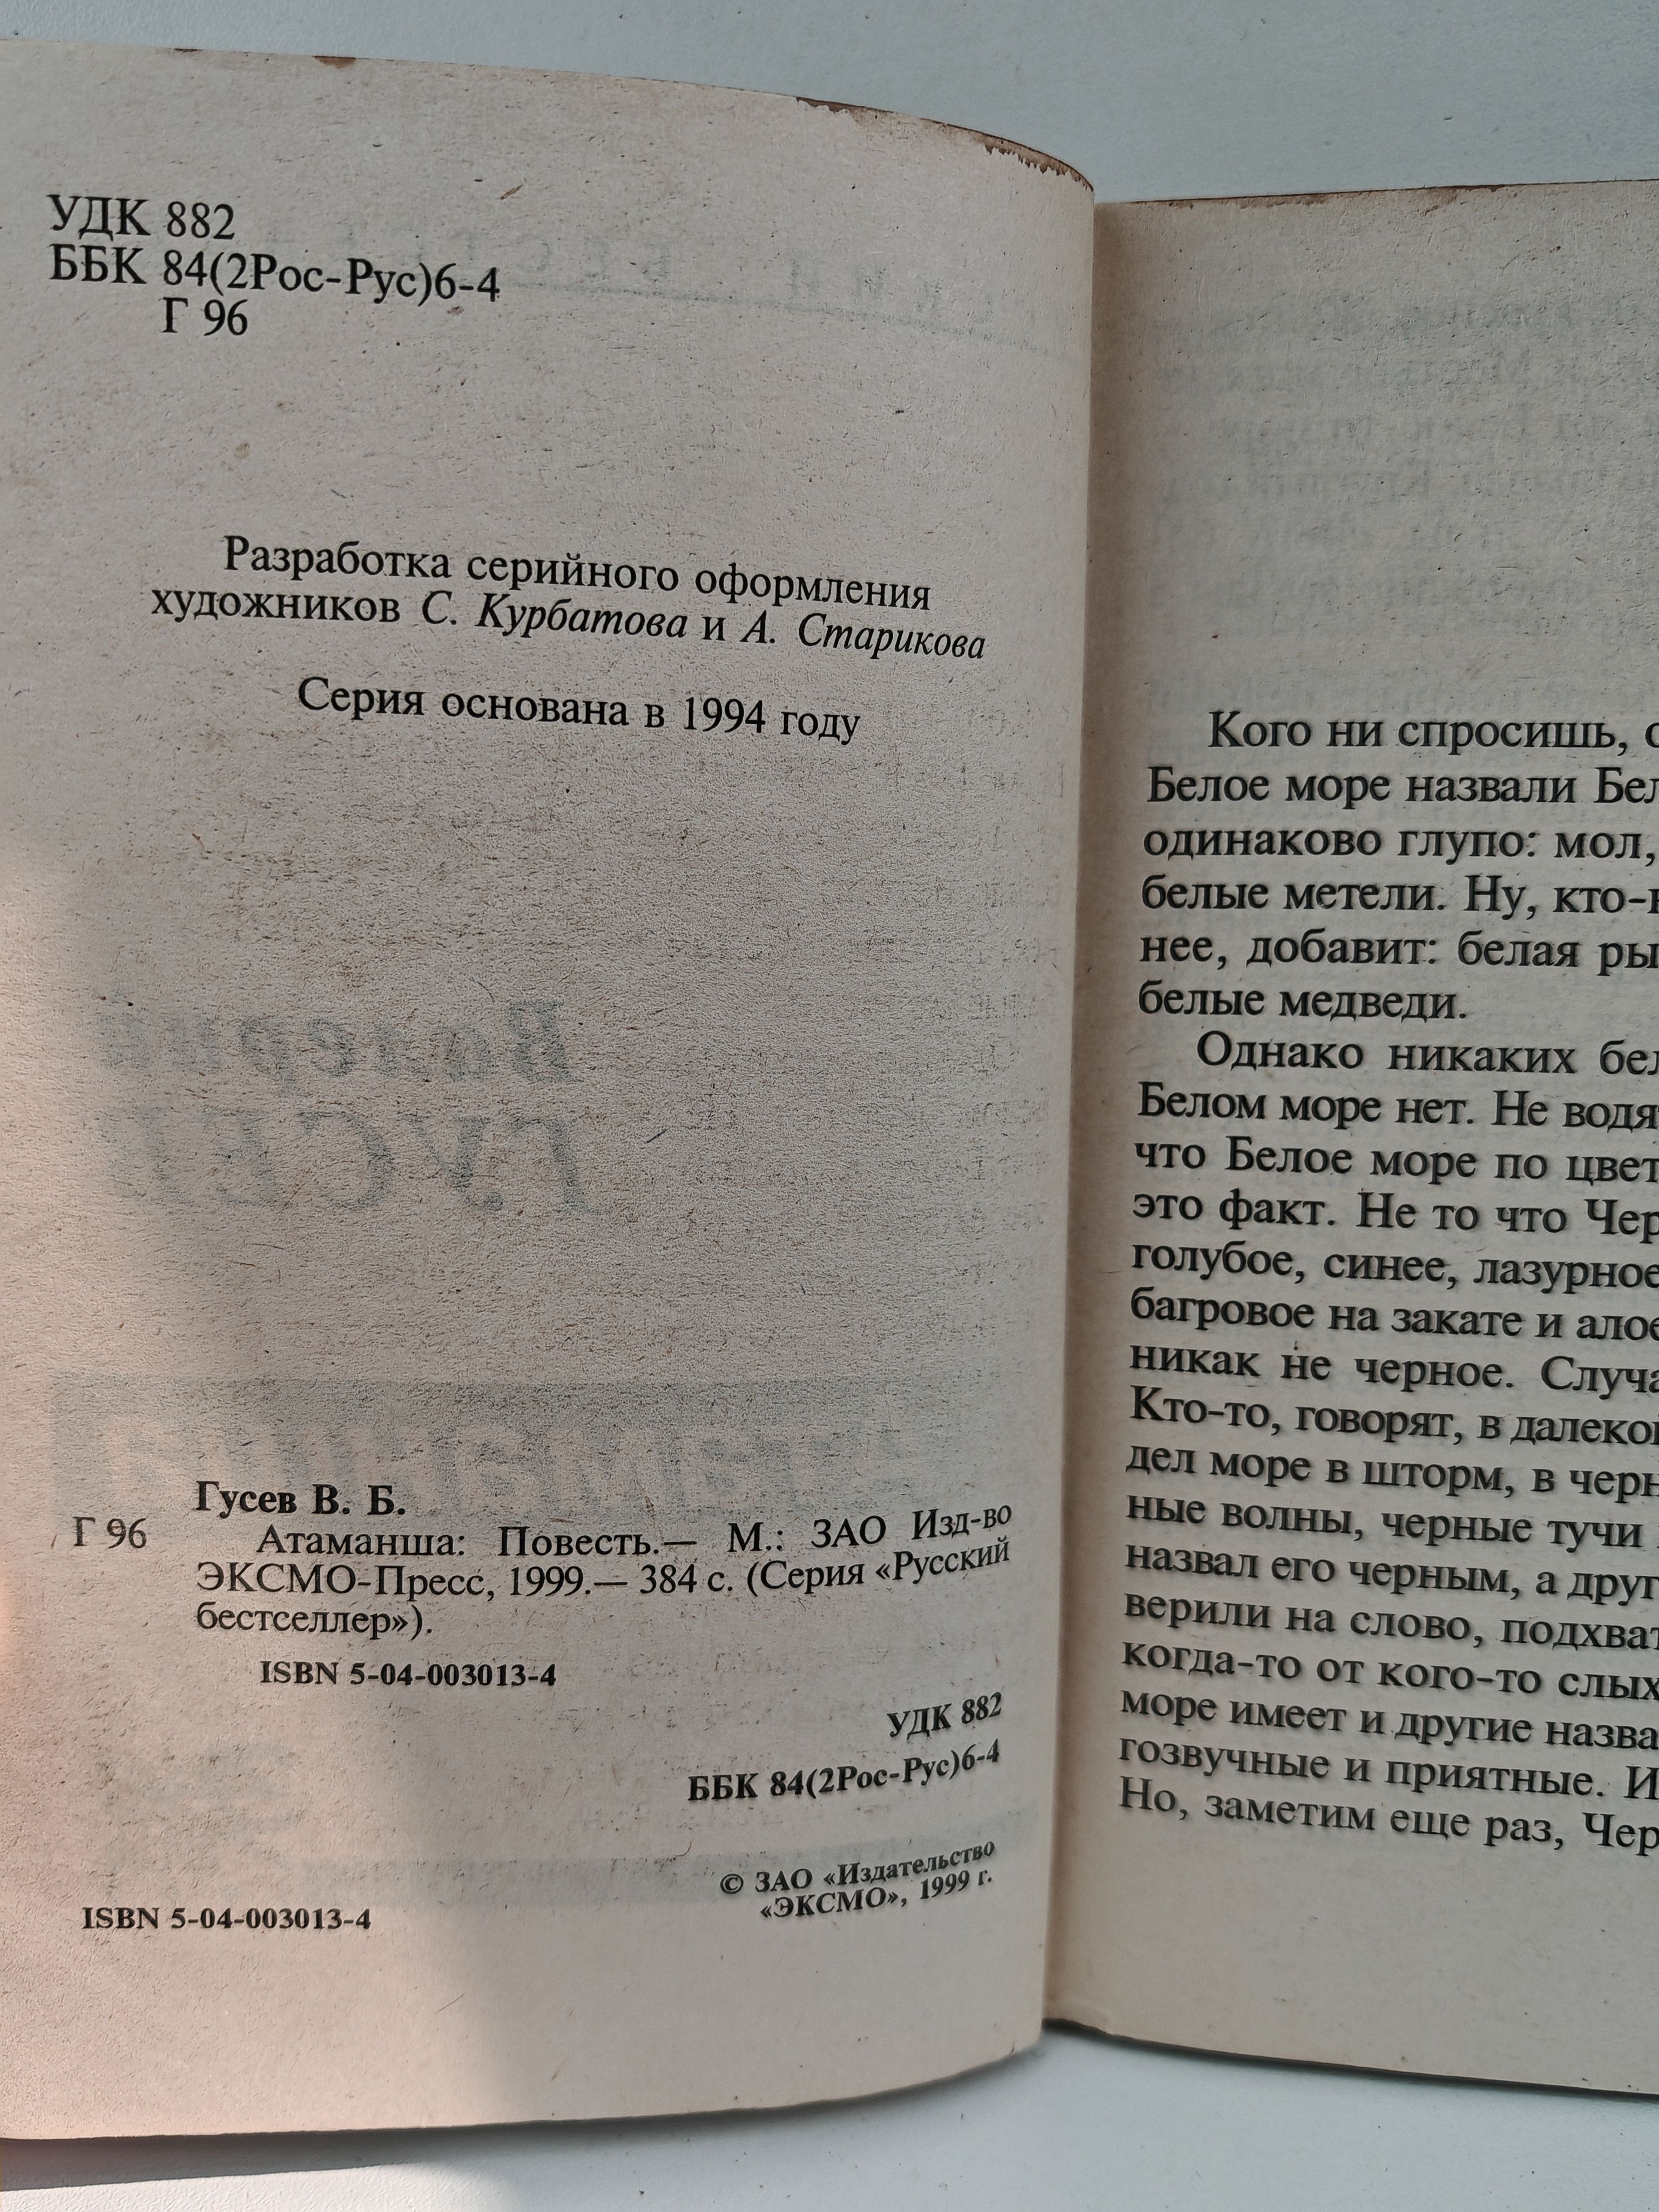 УДК 882
ББК 84(2Рос-Рус)6-4
Г 96
Разработка серийного оформления
художников С. Курбатова и А. Старикова
Серия основана в 1994 году
Гусев В. Б.
Г 96
Атаманша: Повесть.— М.: ЗАО Изд-во
ЭКСМО-Пресс, 1999.— 384 с. (Серия «Русский
бестселлер»).
ISBN 5-04-003013-4
УДК 882
ББК 84(2Рос-Рус)6-4
© ЗАО «Издательство
«ЭКСМО», 1999 г.
ISBN 5-04-003013-4
Кого ни спросишь,
Белое море назвали
одинаково глупо: мол,
белые метели. Ну,
нее, добавит: белая
белые медведи.
Однако никаких
Белом море нет. Не
что Белое море по
это факт. Не то что
голубое, синее, лазурное
багровое на закате и
никак не черное.
Кто-то, говорят, в
дел море в шторм, в
ные волны, черные тучи
назвал его черным, а
верили на слово,
когда-то от кого-то
море имеет и другие
гозвучные и приятные.
Но, заметим еще раз,